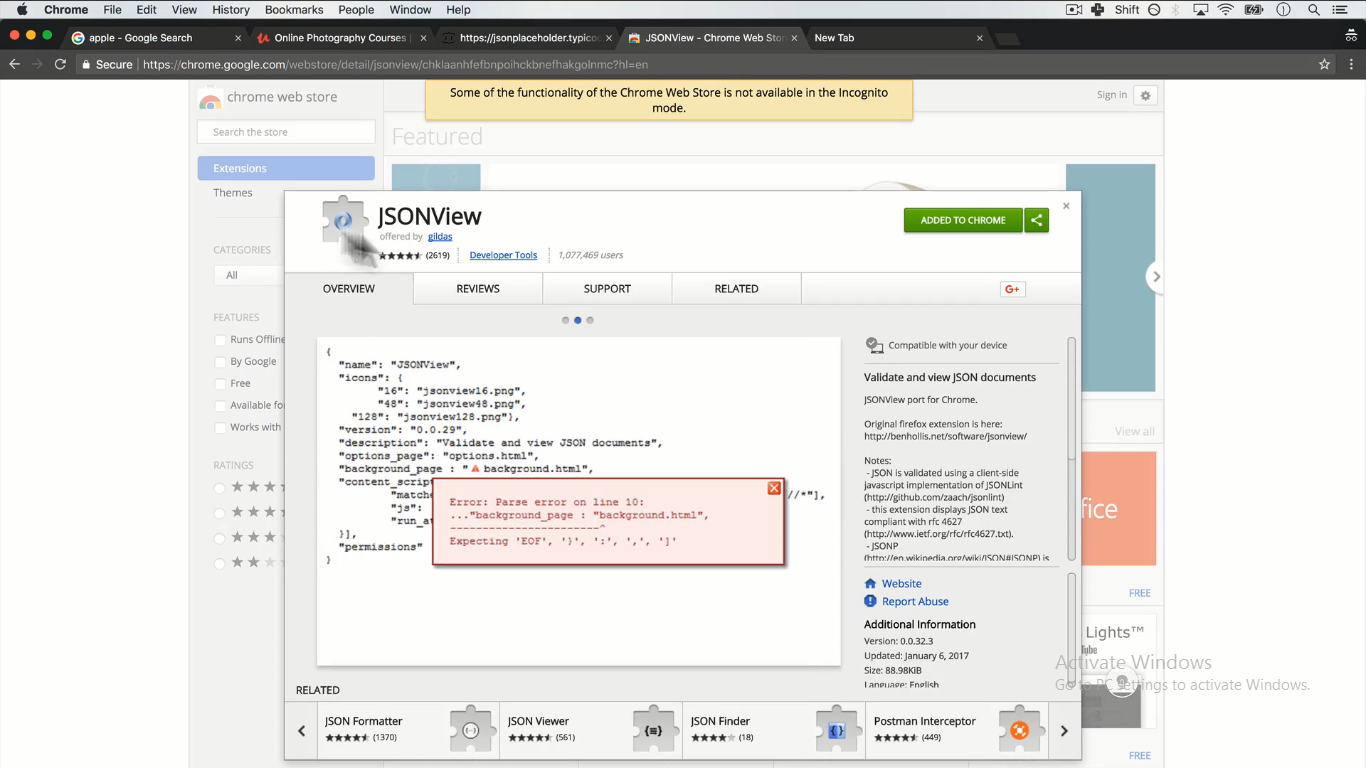 Chrome File Edit View History Bookmarks People Window Help Shift
apple - Google Search
Online Photography Courses
https://jsonplaceholder.typico
JSONView - Chrome Web Stor
New Tab
Secure https://chrome.google.com/webstore/detail/jsonview/chklaanhfefbnpoihckbnefhakgolnmc?hl=en
Some of the functionality of the Chrome Web Store is not available in the Incognito
mode.
chrome web store
Sign in
Search the store
Featured
Extensions
Themes
CATEGORIES
All
FEATURES
Runs Offline
By Google
Free
Available fo
Works with
RATINGS
JSONView
offered by gildas
(2619) Developer Tools 1,077,469 users
ADDED TO CHROME
OVERVIEW REVIEWS SUPPORT RELATED G+
{
"name": "JSONView",
"icons": {
"16": "jsonview16.png",
"48": "jsonview48.png",
"128": "jsonview128.png"},
"version": "0.0.29",
"description": "Validate and view JSON documents",
"options_page": "options.html",
"background_page : "background.html",
"content_script
"matche
//*"],
"js":
"run_at
}],
"permissions"
}
Error: Parse error on line 10:
..."background_page : "background.html",
-----------------------^
Expecting 'EOF', '}', ':', ',', ']'
Compatible with your device
Validate and view JSON documents
JSONView port for Chrome.
Original firefox extension is here:
http://benhollis.net/software/jsonview/
Notes:
- JSON is validated using a client-side
javascript implementation of JSONLint
(http://github.com/zaach/jsonlint)
- this extension displays JSON text
compliant with rfc 4627
(http://www.ietf.org/rfc/rfc4627.txt).
- JSONP
(http://en.wikipedia.org/wiki/JSON#JSONP) is
Website
Report Abuse
Additional Information
Version: 0.0.32.3
Updated: January 6, 2017
Size: 88.98KiB
Language: English
View all
fice
FREE
Lights™
Tube
FREE
Activate Windows
Go to PC settings to activate Windows.
RELATED
JSON Formatter
(1370)
JSON Viewer
(561)
JSON Finder
(18)
Postman Interceptor
(449)